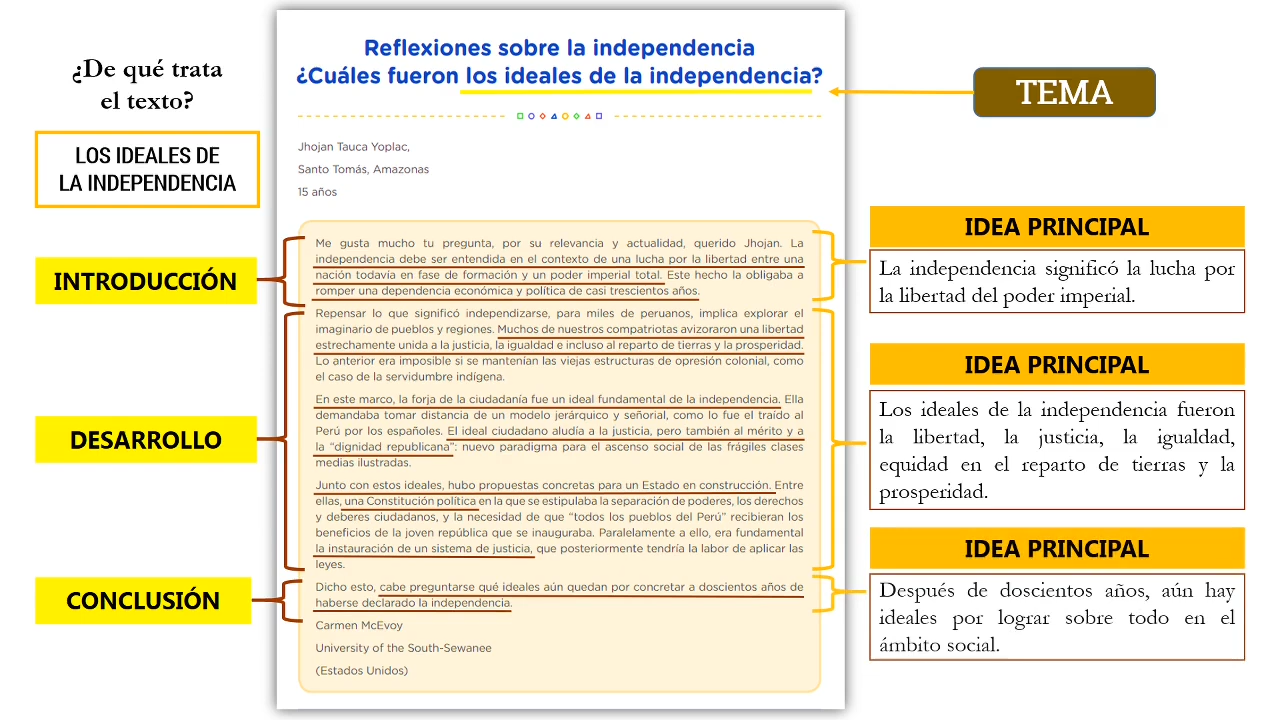 ¿De qué trata
el texto?
LOS IDEALES DE
LA INDEPENDENCIA
INTRODUCCIÓN
DESARROLLO
CONCLUSIÓN
Reflexiones sobre la independencia
¿Cuáles fueron los ideales de la independencia?
Jhojan Tauca Yoplac,
Santo Tomás, Amazonas
15 años
Me gusta mucho tu pregunta, por su relevancia y actualidad, querido Jhojan. La
independencia debe ser entendida en el contexto de una lucha por la libertad entre una
nación todavía en fase de formación y un poder imperial total. Este hecho la obligaba a
romper una dependencia económica y política de casi trescientos años.
Repensar lo que significó independizarse, para miles de peruanos, implica explorar el
imaginario de pueblos y regiones. Muchos de nuestros compatriotas avizoraron una libertad
estrechamente unida a la justicia, la igualdad e incluso al reparto de tierras y la prosperidad.
Lo anterior era imposible si se mantenían las viejas estructuras de opresión colonial, como
el caso de la servidumbre indígena.
En este marco, la forja de la ciudadanía fue un ideal fundamental de la independencia. Ella
demandaba tomar distancia de un modelo jerárquico y señorial, como lo fue el traído al
Perú por los españoles. El ideal ciudadano aludía a la justicia, pero también al mérito y a
la “dignidad republicana”: nuevo paradigma para el ascenso social de las frágiles clases
medias ilustradas.
Junto con estos ideales, hubo propuestas concretas para un Estado en construcción. Entre
ellas, una Constitución política en la que se estipulaba la separación de poderes, los derechos
y deberes ciudadanos, y la necesidad de que “todos los pueblos del Perú” recibieran los
beneficios de la joven república que se inauguraba. Paralelamente a ello, era fundamental
la instauración de un sistema de justicia, que posteriormente tendría la labor de aplicar las
leyes.
Dicho esto, cabe preguntarse qué ideales aún quedan por concretar a doscientos años de
haberse declarado la independencia.
Carmen McEvoy
University of the South-Sewanee
(Estados Unidos)
TEMA
IDEA PRINCIPAL
La independencia significó la lucha por
la libertad del poder imperial.
IDEA PRINCIPAL
Los ideales de la independencia fueron
la libertad, la justicia, la igualdad,
equidad en el reparto de tierras y la
prosperidad.
IDEA PRINCIPAL
Después de doscientos años, aún hay
ideales por lograr sobre todo en el
ámbito social.